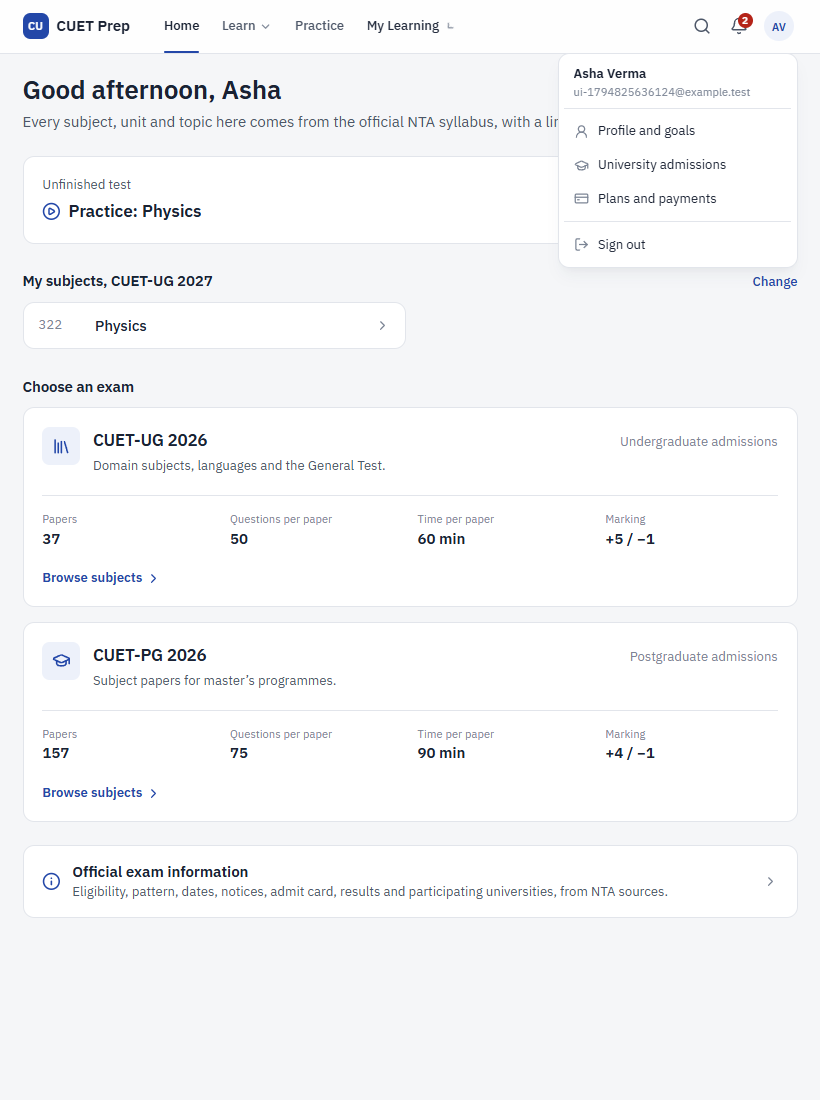 CU CUET Prep Home Learn Practice My Learning 2 AV
Asha Verma
ui-1794825636124@example.test
Profile and goals
University admissions
Plans and payments
Sign out
Good afternoon, Asha
Every subject, unit and topic here comes from the official NTA syllabus, with a
Unfinished test
Practice: Physics
My subjects, CUET-UG 2027 Change
322 Physics
Choose an exam
CUET-UG 2026 Undergraduate admissions
Domain subjects, languages and the General Test.
Papers Questions per paper Time per paper Marking
37 50 60 min +5 / −1
Browse subjects
CUET-PG 2026 Postgraduate admissions
Subject papers for master’s programmes.
Papers Questions per paper Time per paper Marking
157 75 90 min +4 / −1
Browse subjects
Official exam information
Eligibility, pattern, dates, notices, admit card, results and participating universities, from NTA sources.